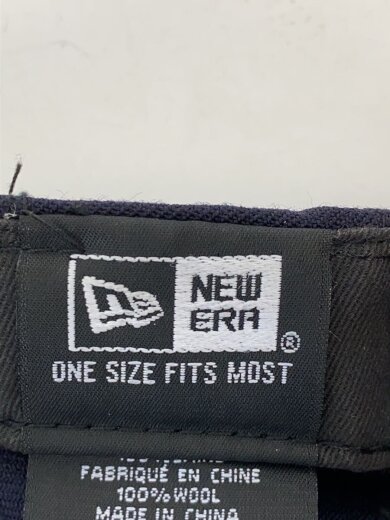 NEW
ERA
®
ONE SIZE FITS MOST
FABRIQUÉ EN CHINE
100% WOOL
MADE IN CHINA